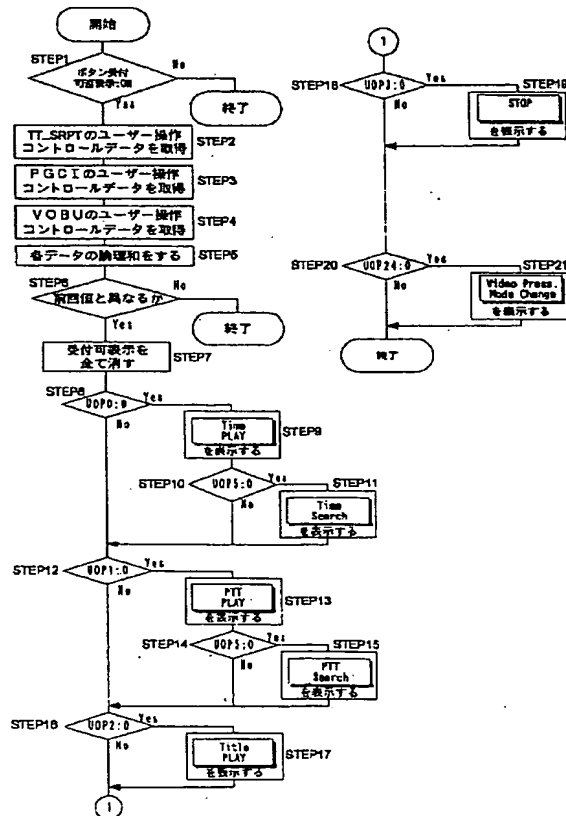 開始
STEP1
ボタン受付
可否表示:ON
No
Yes
終了
TT_SRPTのユーザー操作
コントロールデータを取得
STEP2
PGCIのユーザー操作
コントロールデータを取得
STEP3
VOBUのユーザー操作
コントロールデータを取得
STEP4
各データの論理和をする
STEP5
STEP6
前回値と異なるか
No
Yes
終了
受付可表示を
全て消す
STEP7
STEP8
UOP0:0
Yes
No
Time
PLAY
を表示する
STEP9
STEP10
UOP5:0
Yes
No
STEP11
Time
Search
を表示する
STEP12
UOP1:0
Yes
No
PTT
PLAY
を表示する
STEP13
STEP14
UOP5:0
Yes
No
STEP15
PTT
Search
を表示する
STEP16
UOP2:0
Yes
No
Title
PLAY
を表示する
STEP17
1
1
STEP18
UOP3:0
Yes
No
STEP19
STOP
を表示する
STEP20
UOP24:0
Yes
No
STEP21
Video Press.
Mode Change
を表示する
終了